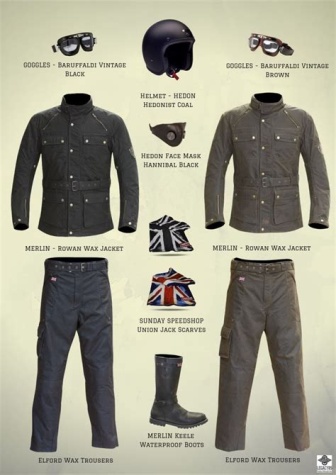 GOGGLES - BARUFFALDI VINTAGE
BLACK
HELMET - HEDON
HEDONIST COAL
GOGGLES - BARUFFALDI VINTAGE
BROWN
HEDON FACE MASK
HANNIBAL BLACK
MERLIN - ROWAN WAX JACKET
MERLIN - ROWAN WAX JACKET
SUNDAY SPEEDSHOP
UNION JACK SCARVES
ELFORD WAX TROUSERS
MERLIN KEELE
WATERPROOF BOOTS
ELFORD WAX TROUSERS